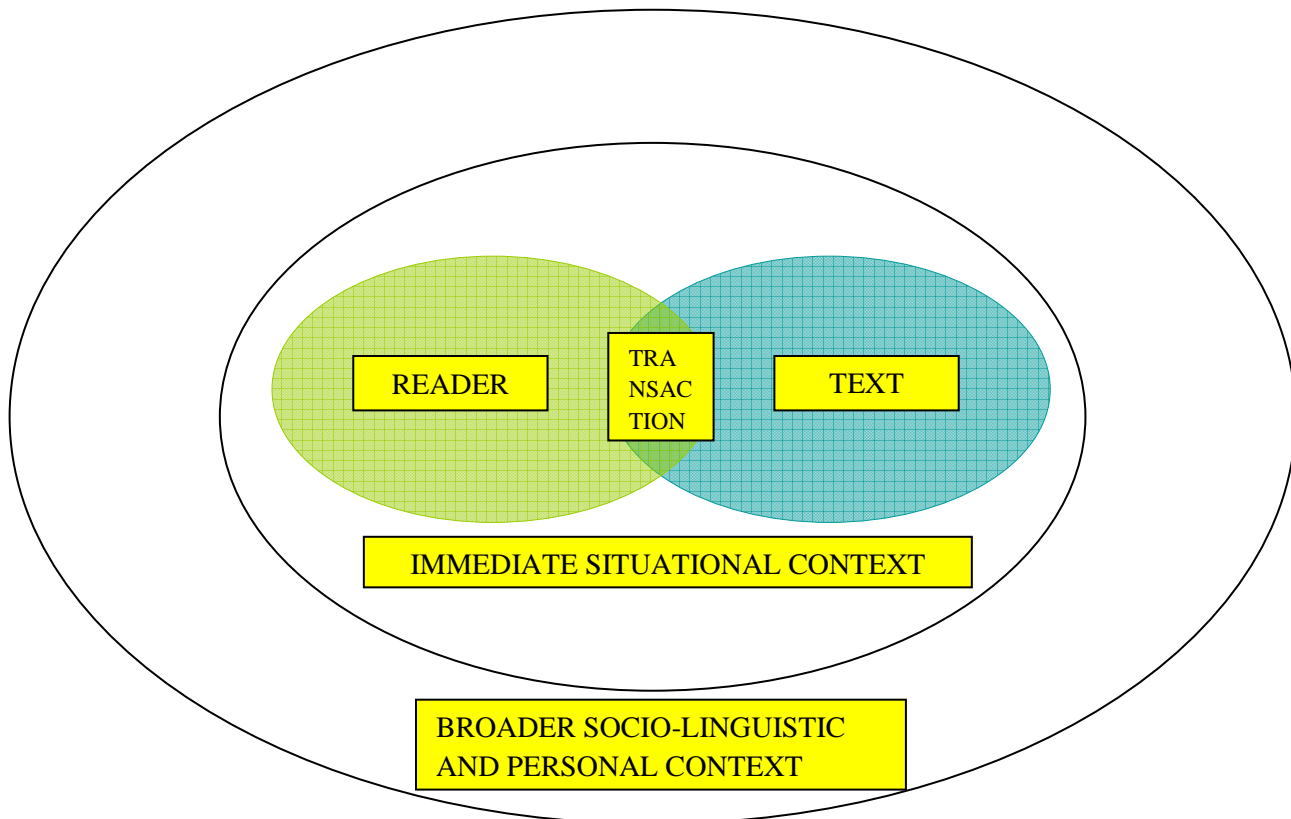 READER
TRA
NSAC
TION
TEXT
IMMEDIATE SITUATIONAL CONTEXT
BROADER SOCIO-LINGUISTIC
AND PERSONAL CONTEXT